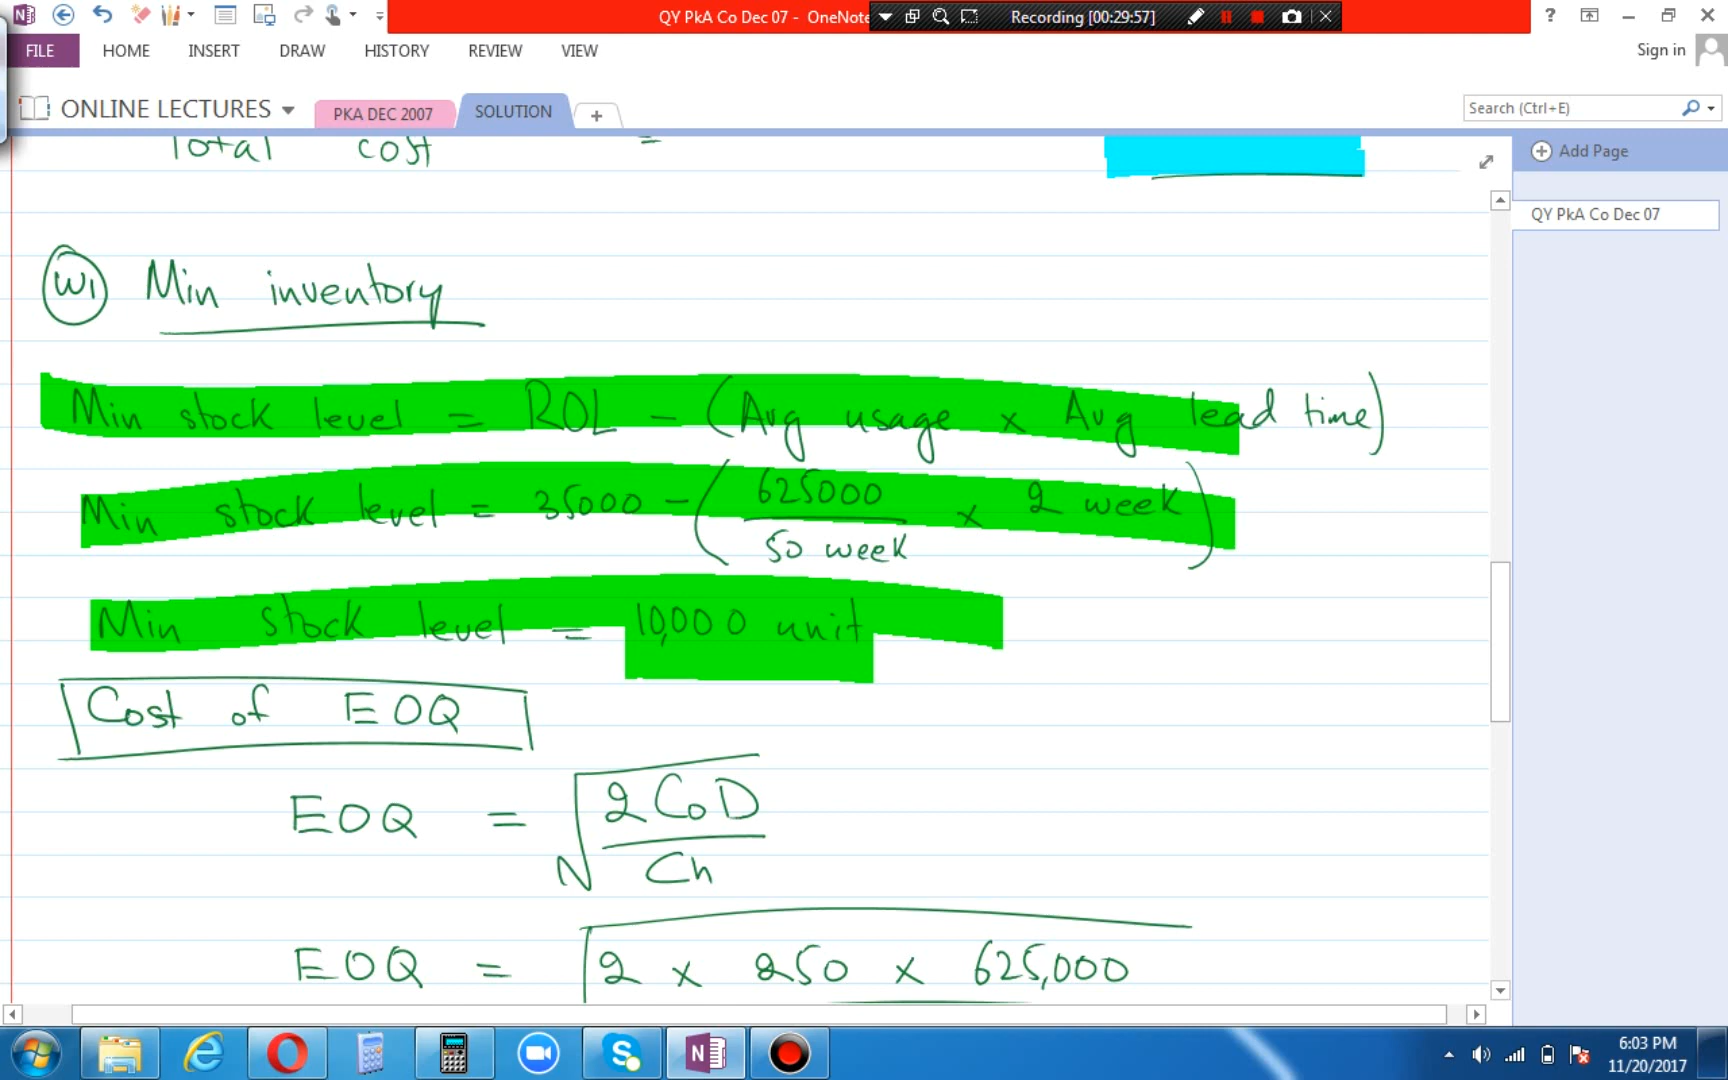 QY PkA Co Dec 07 - OneNote
Recording [00:29:57]
?
FILE HOME INSERT DRAW HISTORY REVIEW VIEW
Sign in
ONLINE LECTURES PKA DEC 2007 SOLUTION +
Search (Ctrl+E)
Add Page
QY PkA Co Dec 07
Total cost =
W1 Min inventory
Min stock level = ROL - (Avg usage x Avg lead time)
Min stock level = 35000 - (625000 / 50 week x 2 week)
Min stock level = 10,000 unit
Cost of EOQ
EOQ = √ 2CoD / Ch
EOQ = √ 2 x 250 x 625,000
6:03 PM
11/20/2017